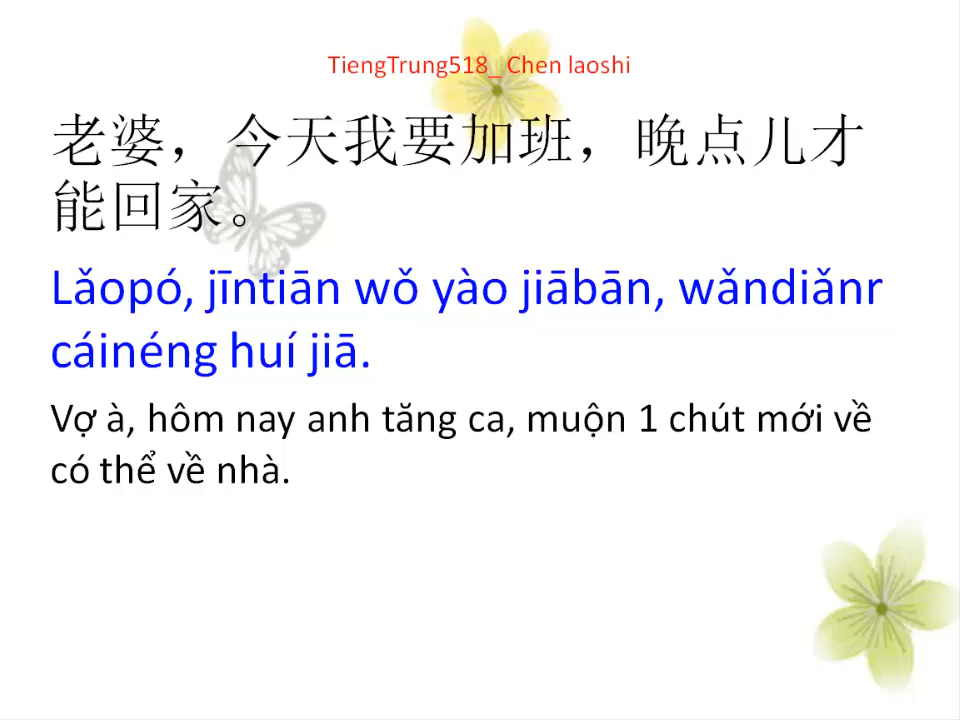 TiengTrung518_ Chen laoshi
老婆，今天我要加班，晚点儿才
能回家。
Lǎopó, jīntiān wǒ yào jiābān, wǎndiǎnr
cáinéng huí jiā.
Vợ à, hôm nay anh tăng ca, muộn 1 chút mới về
có thể về nhà.